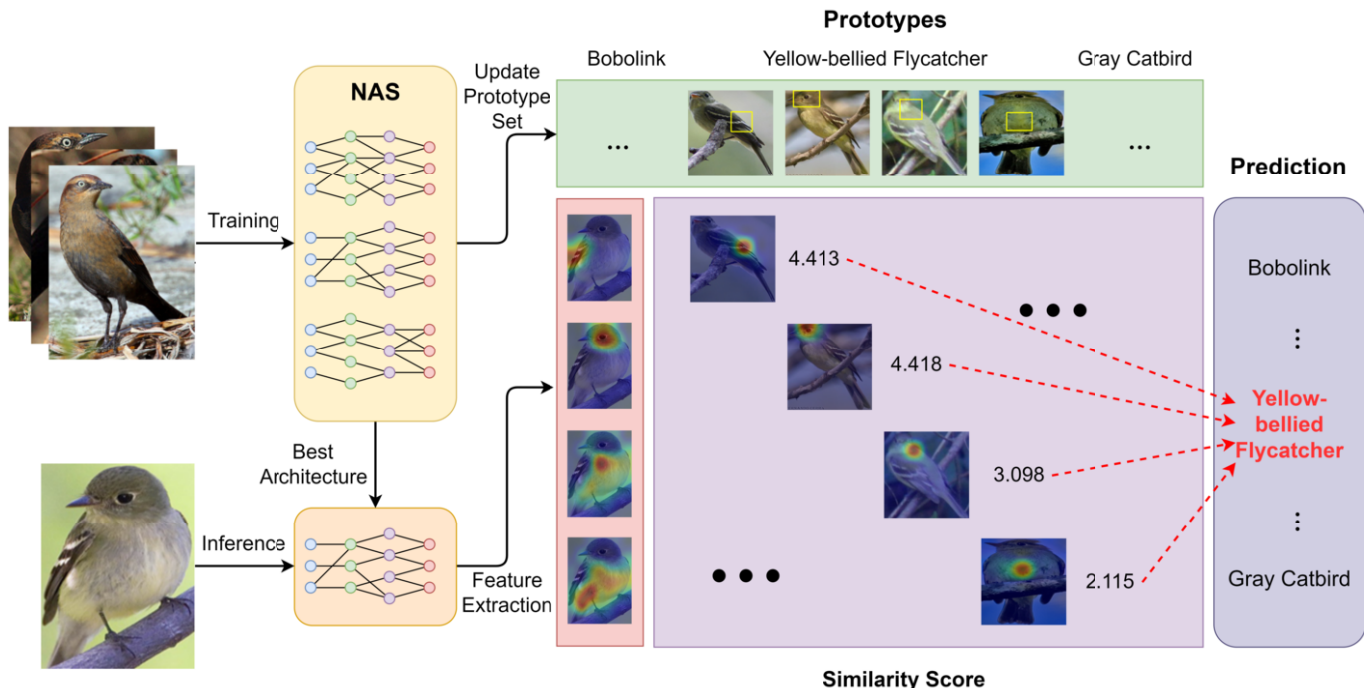 Prototypes
Bobolink
Yellow-bellied Flycatcher
Gray Catbird
NAS
Update
Prototype
Set
...
...
Training
Prediction
4.413
Bobolink
4.418
Yellow-
bellied
Flycatcher
Best
Architecture
3.098
Inference
Feature
Extraction
2.115
Gray Catbird
Similarity Score